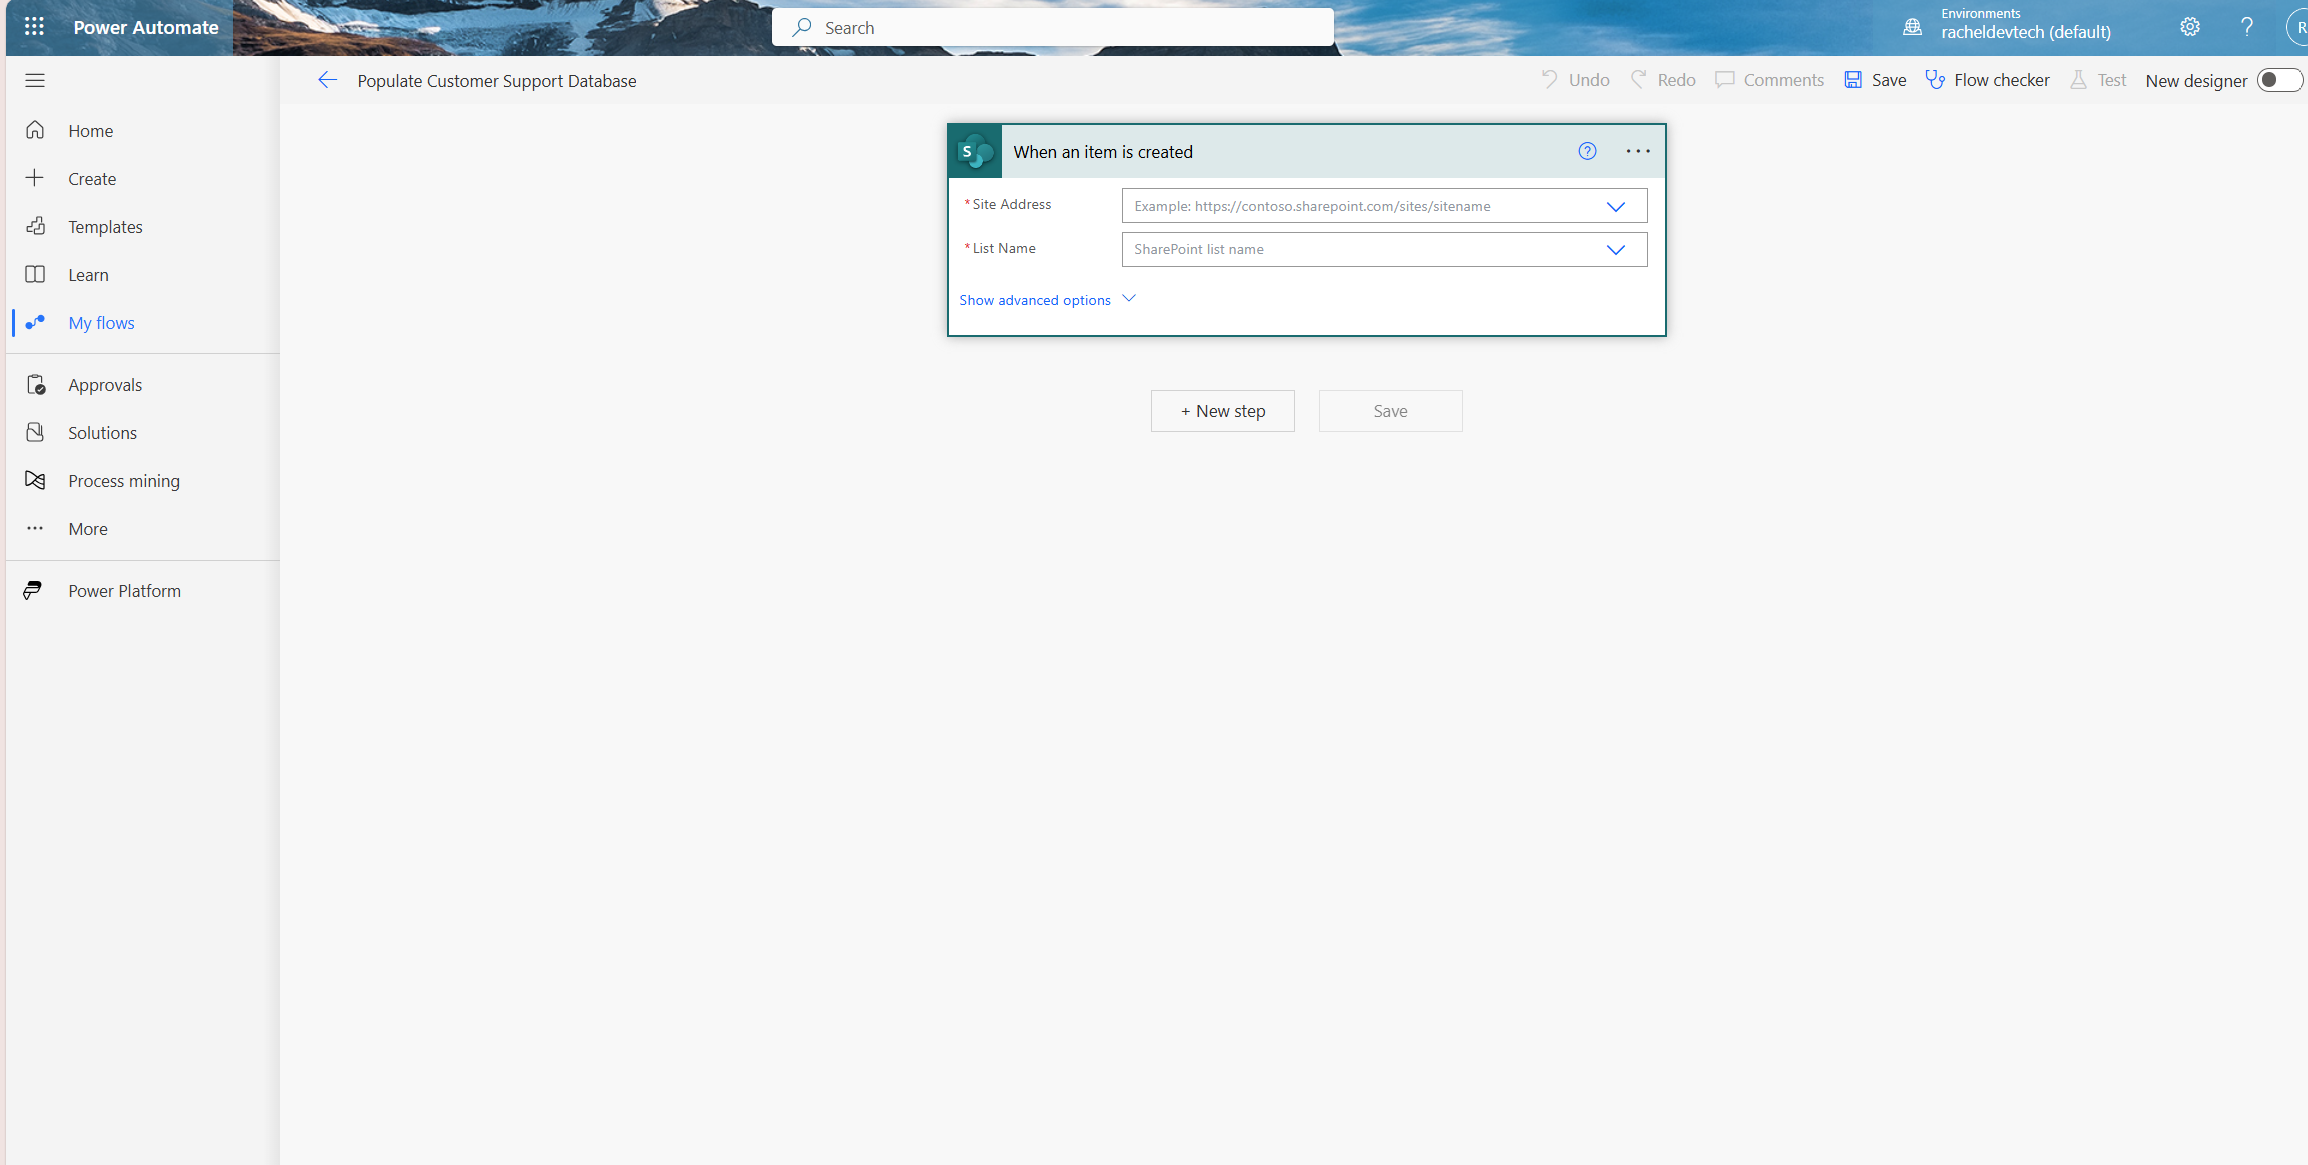 Power Automate
Search
Environments
racheldevtech (default)
?
R
Populate Customer Support Database
Undo
Redo
Comments
Save
Flow checker
Test
New designer
Home
Create
Templates
Learn
My flows
Approvals
Solutions
Process mining
More
Power Platform
S
When an item is created
?
...
* Site Address
Example: https://contoso.sharepoint.com/sites/sitename
* List Name
SharePoint list name
Show advanced options
+ New step
Save